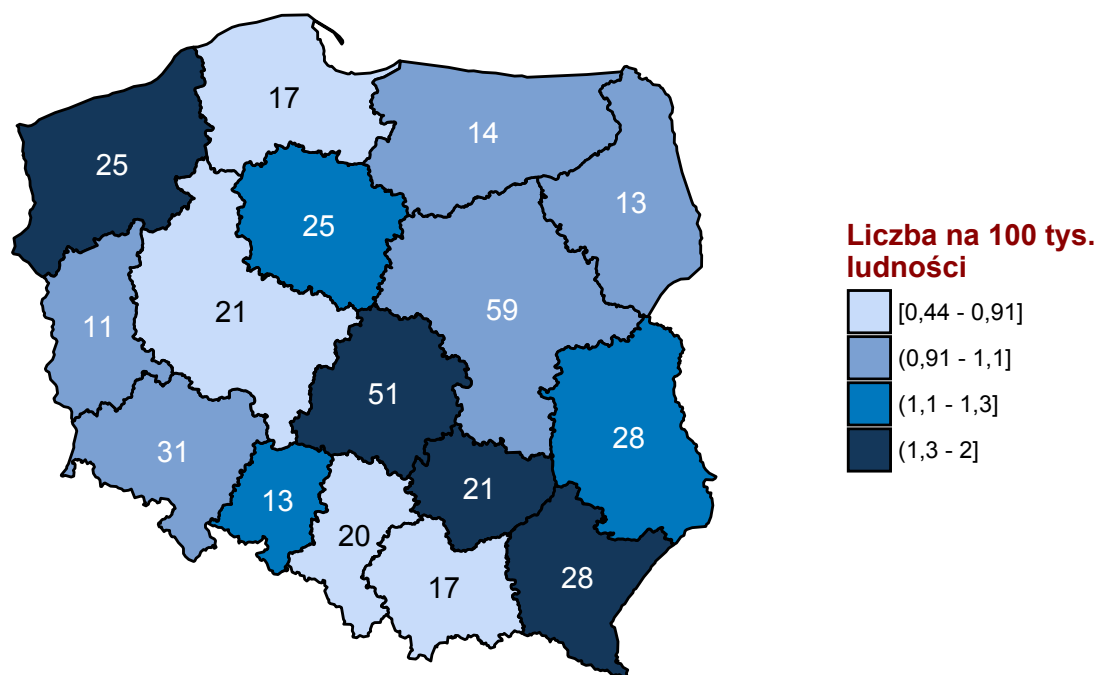 17
14
25
13
25
59
21
11
51
28
31
21
13
20
28
17
Liczba na 100 tys.
ludności
[0,44 - 0,91]
(0,91 - 1,1]
(1,1 - 1,3]
(1,3 - 2]